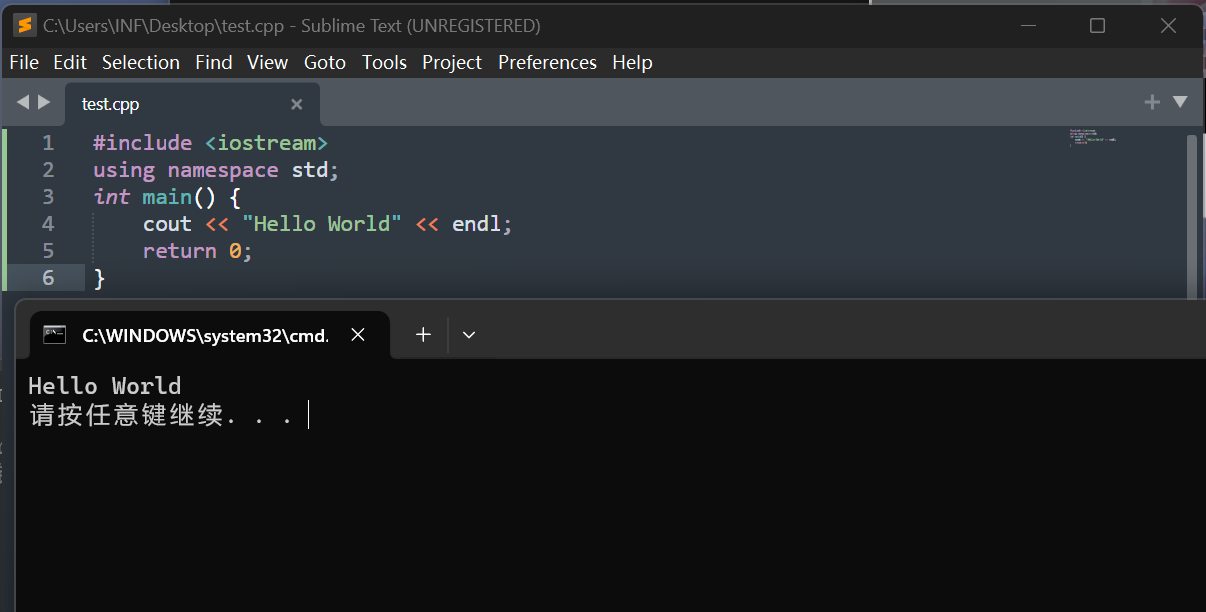 C:\Users\INF\Desktop\test.cpp - Sublime Text (UNREGISTERED)
File Edit Selection Find View Goto Tools Project Preferences Help
test.cpp
1 #include <iostream>
2 using namespace std;
3 int main() {
4     cout << "Hello World" << endl;
5     return 0;
6 }
C:\WINDOWS\system32\cmd.
Hello World
请按任意键继续. . .